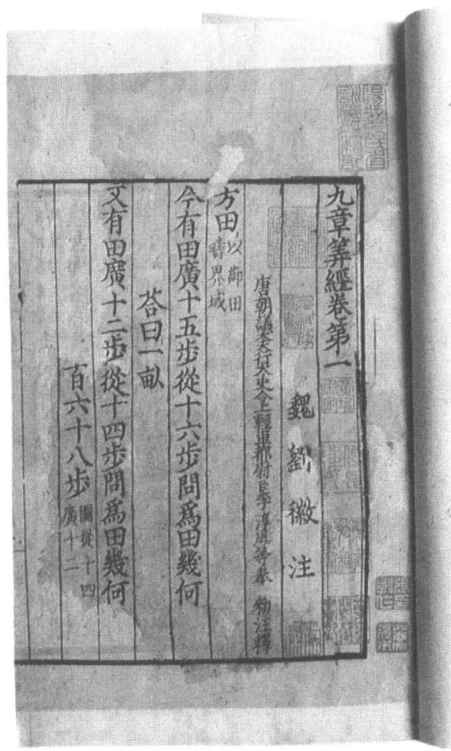 九章筭經卷第一
魏 劉 徽 注
唐朝議大夫行太史令上輕車都尉臣李淳風等奉 勑注釋
方田以御田疇界域
今有田廣十五步從十六步問爲田幾何
荅曰一畝
又有田廣十二步從十四步問爲田幾何
百六十八步圖從十四廣十二